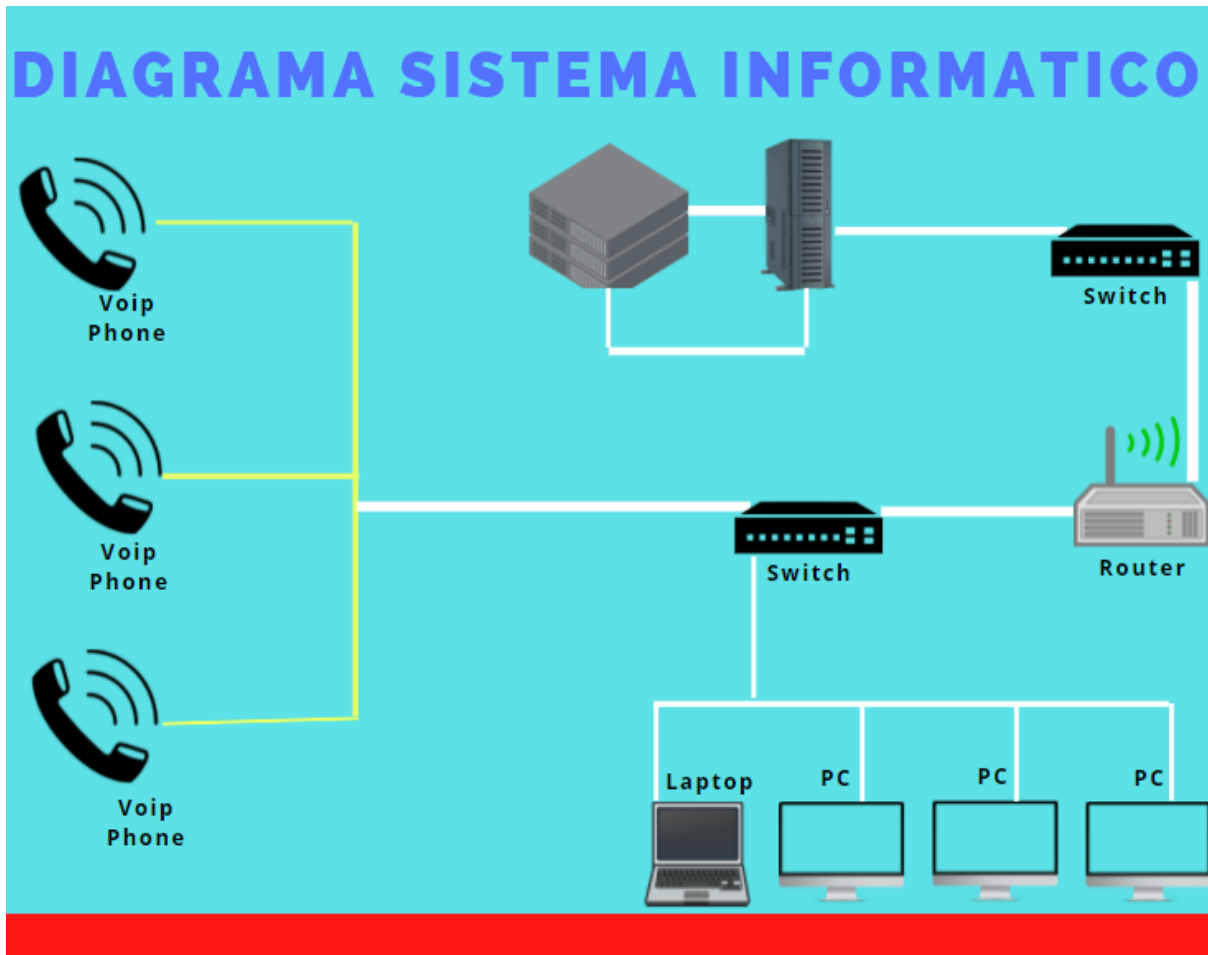 DIAGRAMA SISTEMA INFORMATICO
Voip
Phone
Switch
Voip
Phone
Switch
Router
Voip
Phone
Laptop
PC
PC
PC